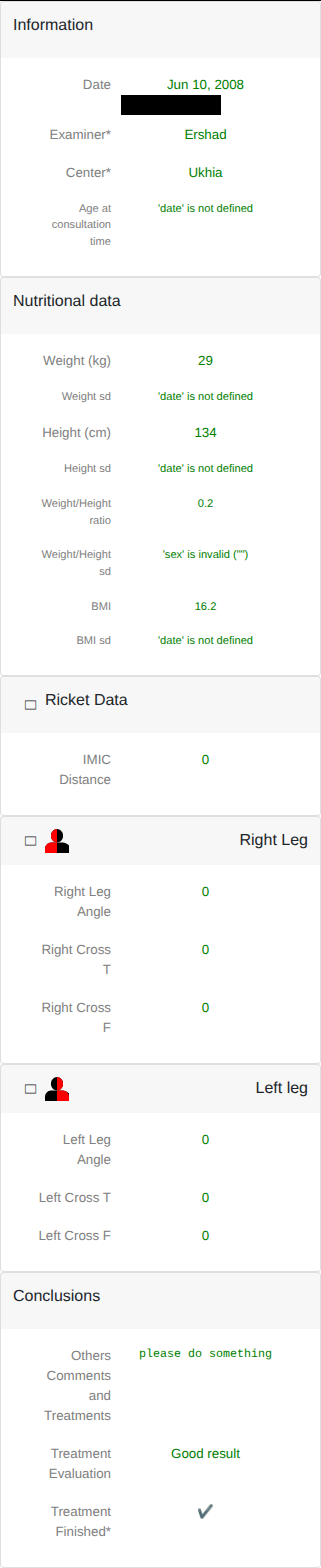 Information
Date Jun 10, 2008
Examiner* Ershad
Center* Ukhia
Age at 'date' is not defined
consultation
time
Nutritional data
Weight (kg) 29
Weight sd 'date' is not defined
Height (cm) 134
Height sd 'date' is not defined
Weight/Height 0.2
ratio
Weight/Height 'sex' is invalid ("")
sd
BMI 16.2
BMI sd 'date' is not defined
Ricket Data
IMIC 0
Distance
Right Leg
Right Leg 0
Angle
Right Cross 0
T
Right Cross 0
F
Left leg
Left Leg 0
Angle
Left Cross T 0
Left Cross F 0
Conclusions
Others please do something
Comments
and
Treatments
Treatment Good result
Evaluation
Treatment ✔
Finished*